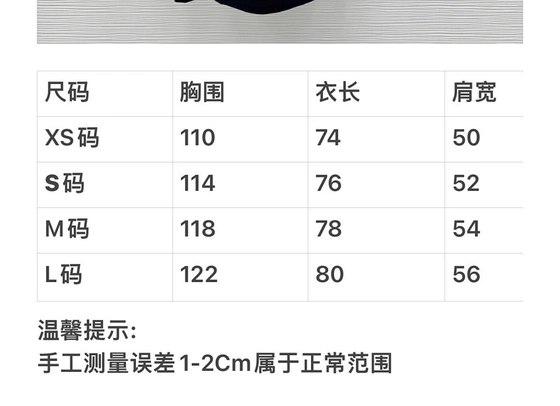 尺码 胸围 衣长 肩宽
XS码 110 74 50
S码 114 76 52
M码 118 78 54
L码 122 80 56
温馨提示:
手工测量误差1-2Cm属于正常范围